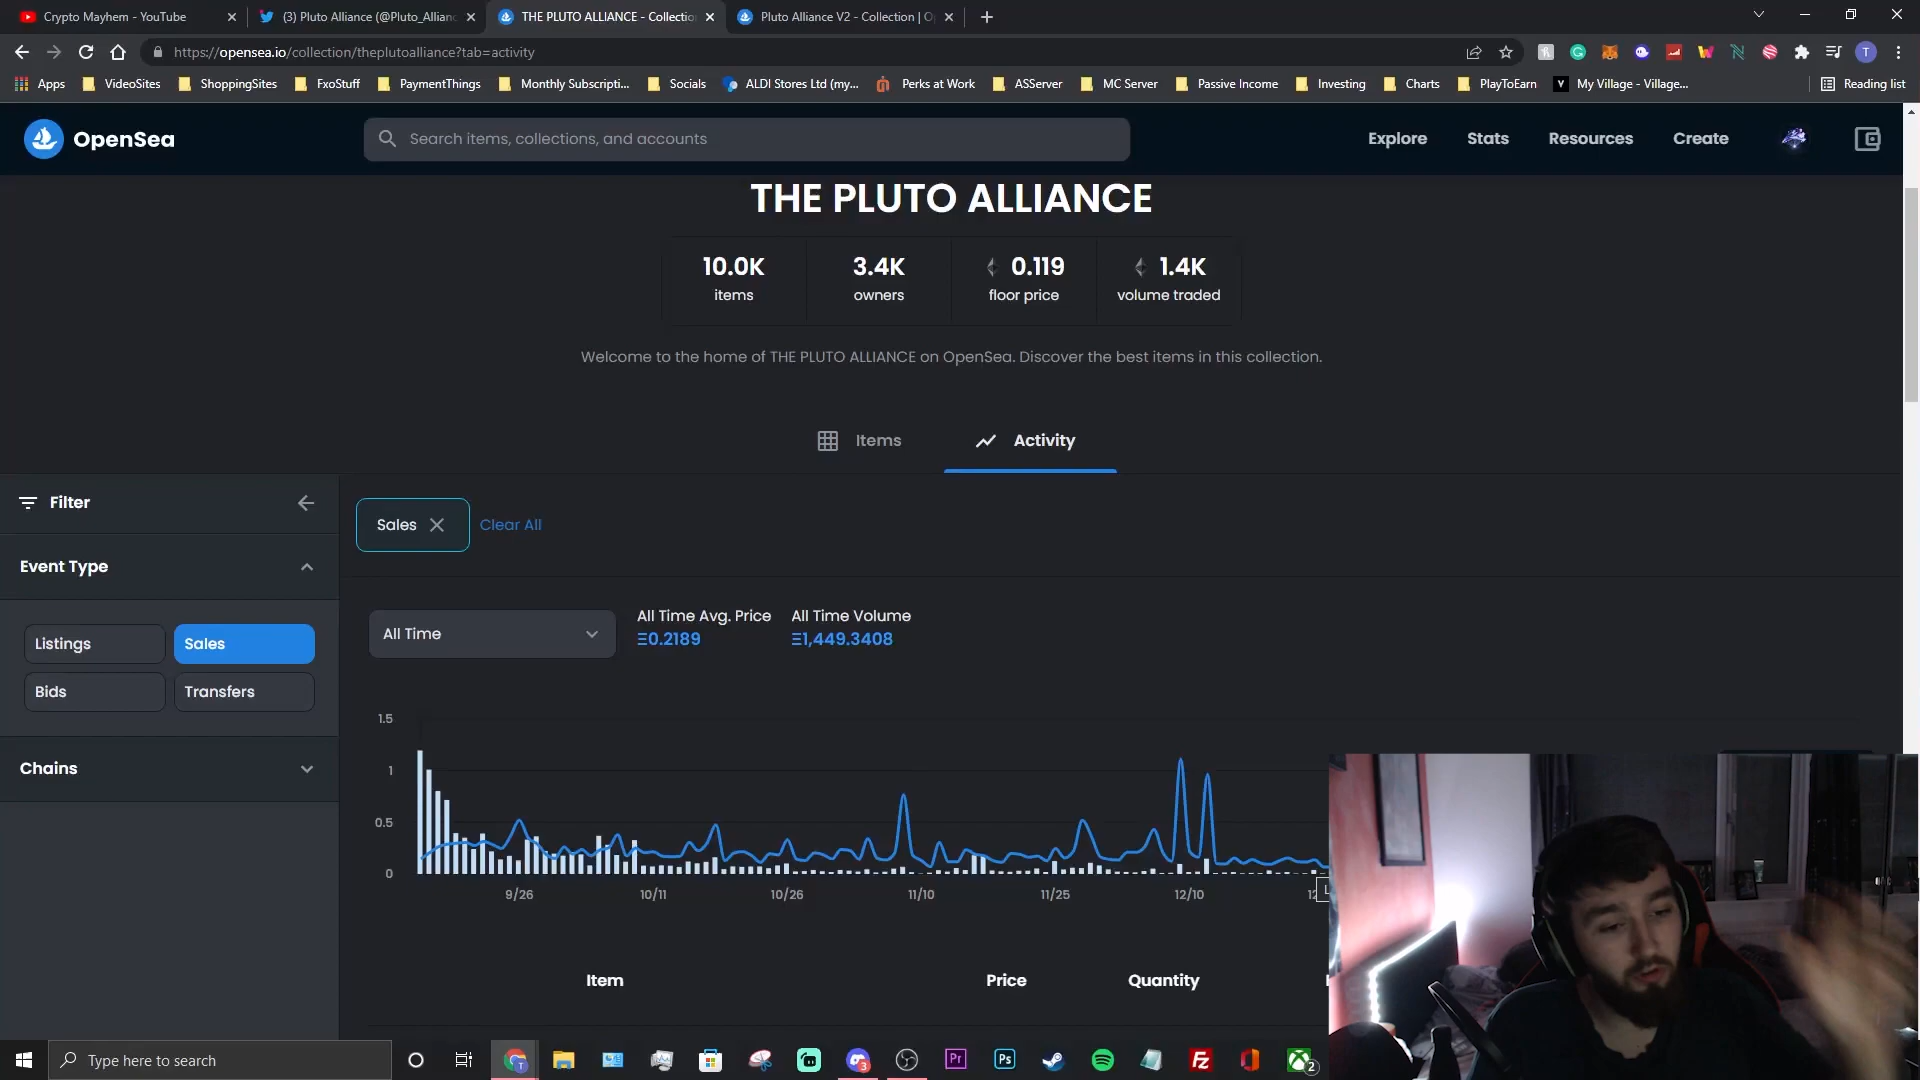 Crypto Mayhem - YouTube
(3) Pluto Alliance (@Pluto_Allianc
THE PLUTO ALLIANCE - Collectio
Pluto Alliance V2 - Collection | O
https://opensea.io/collection/theplutoalliance?tab=activity
T
Apps VideoSites ShoppingSites FxoStuff PaymentThings Monthly Subscripti... Socials ALDI Stores Ltd (my... Perks at Work ASServer MC Server Passive Income Investing Charts PlayToEarn My Village - Village... Reading list
OpenSea
Search items, collections, and accounts
Explore Stats Resources Create
THE PLUTO ALLIANCE
10.0K 3.4K 0.119 1.4K
items owners floor price volume traded
Welcome to the home of THE PLUTO ALLIANCE on OpenSea. Discover the best items in this collection.
Items Activity
Filter
Sales Clear All
Event Type
Listings Sales
Bids Transfers
Chains
All Time
All Time Avg. Price All Time Volume
Ξ0.2189 Ξ1,449.3408
1.5
1
0.5
0
9/26 10/11 10/26 11/10 11/25 12/10
Item Price Quantity
Type here to search
T
3
Pr
Ps
Fz
2